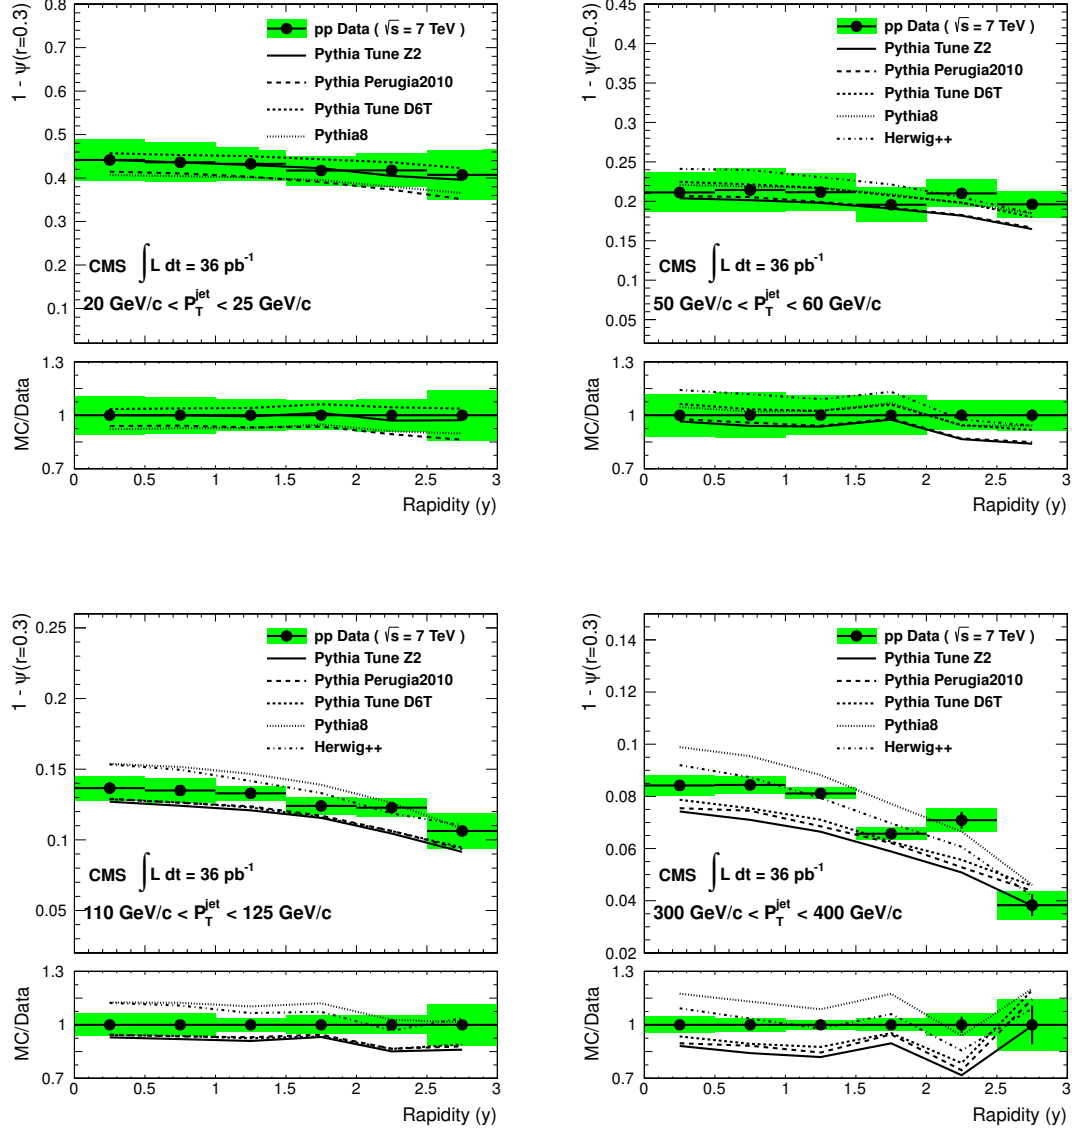 1 - ψ(r=0.3)
0.8
0.7
0.6
0.5
0.4
0.3
0.2
0.1
pp Data ( √s = 7 TeV )
Pythia Tune Z2
Pythia Perugia2010
Pythia Tune D6T
Pythia8
CMS ∫L dt = 36 pb-1
20 GeV/c < P_T^jet < 25 GeV/c
MC/Data
1.3
1
0.7
0 0.5 1 1.5 2 2.5 3
Rapidity (y)
1 - ψ(r=0.3)
0.45
0.4
0.35
0.3
0.25
0.2
0.15
0.1
0.05
pp Data ( √s = 7 TeV )
Pythia Tune Z2
Pythia Perugia2010
Pythia Tune D6T
Pythia8
Herwig++
CMS ∫L dt = 36 pb-1
50 GeV/c < P_T^jet < 60 GeV/c
MC/Data
1.3
1
0.7
0 0.5 1 1.5 2 2.5 3
Rapidity (y)
1 - ψ(r=0.3)
0.25
0.2
0.15
0.1
0.05
pp Data ( √s = 7 TeV )
Pythia Tune Z2
Pythia Perugia2010
Pythia Tune D6T
Pythia8
Herwig++
CMS ∫L dt = 36 pb-1
110 GeV/c < P_T^jet < 125 GeV/c
MC/Data
1.3
1
0.7
0 0.5 1 1.5 2 2.5 3
Rapidity (y)
1 - ψ(r=0.3)
0.14
0.12
0.1
0.08
0.06
0.04
0.02
pp Data ( √s = 7 TeV )
Pythia Tune Z2
Pythia Perugia2010
Pythia Tune D6T
Pythia8
Herwig++
CMS ∫L dt = 36 pb-1
300 GeV/c < P_T^jet < 400 GeV/c
MC/Data
1.3
1
0.7
0 0.5 1 1.5 2 2.5 3
Rapidity (y)